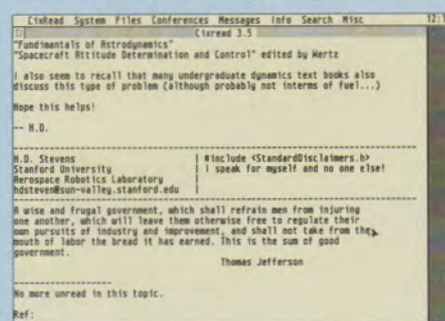 CixRead System Files Conferences Messages Info Search Misc 12:1
Cixread 3.5
"Fundimantals of Astrodynamics"
"Spacecraft Attitude Determination and Control" edited by Wertz
I also seem to recall that many undergraduate dynamics text books also
discuss this type of problem (although probably not interms of fuel...)
Hope this helps!
-- H.D.
H.D. Stevens | #include <StandardDisclaimers.h>
Stanford University | I speak for myself and no one else!
Aerospace Robotics Laboratory |
hdsteven@sun-valley.stanford.edu |
A wise and frugal government, which shall refrain men from injuring
one another, which will leave them otherwise free to regulate their
own pursuits of industry and improvement, and shall not take from the
mouth of labor the bread it has earned. This is the sum of good
government.
Thomas Jefferson
No more unread in this topic.
Ref: